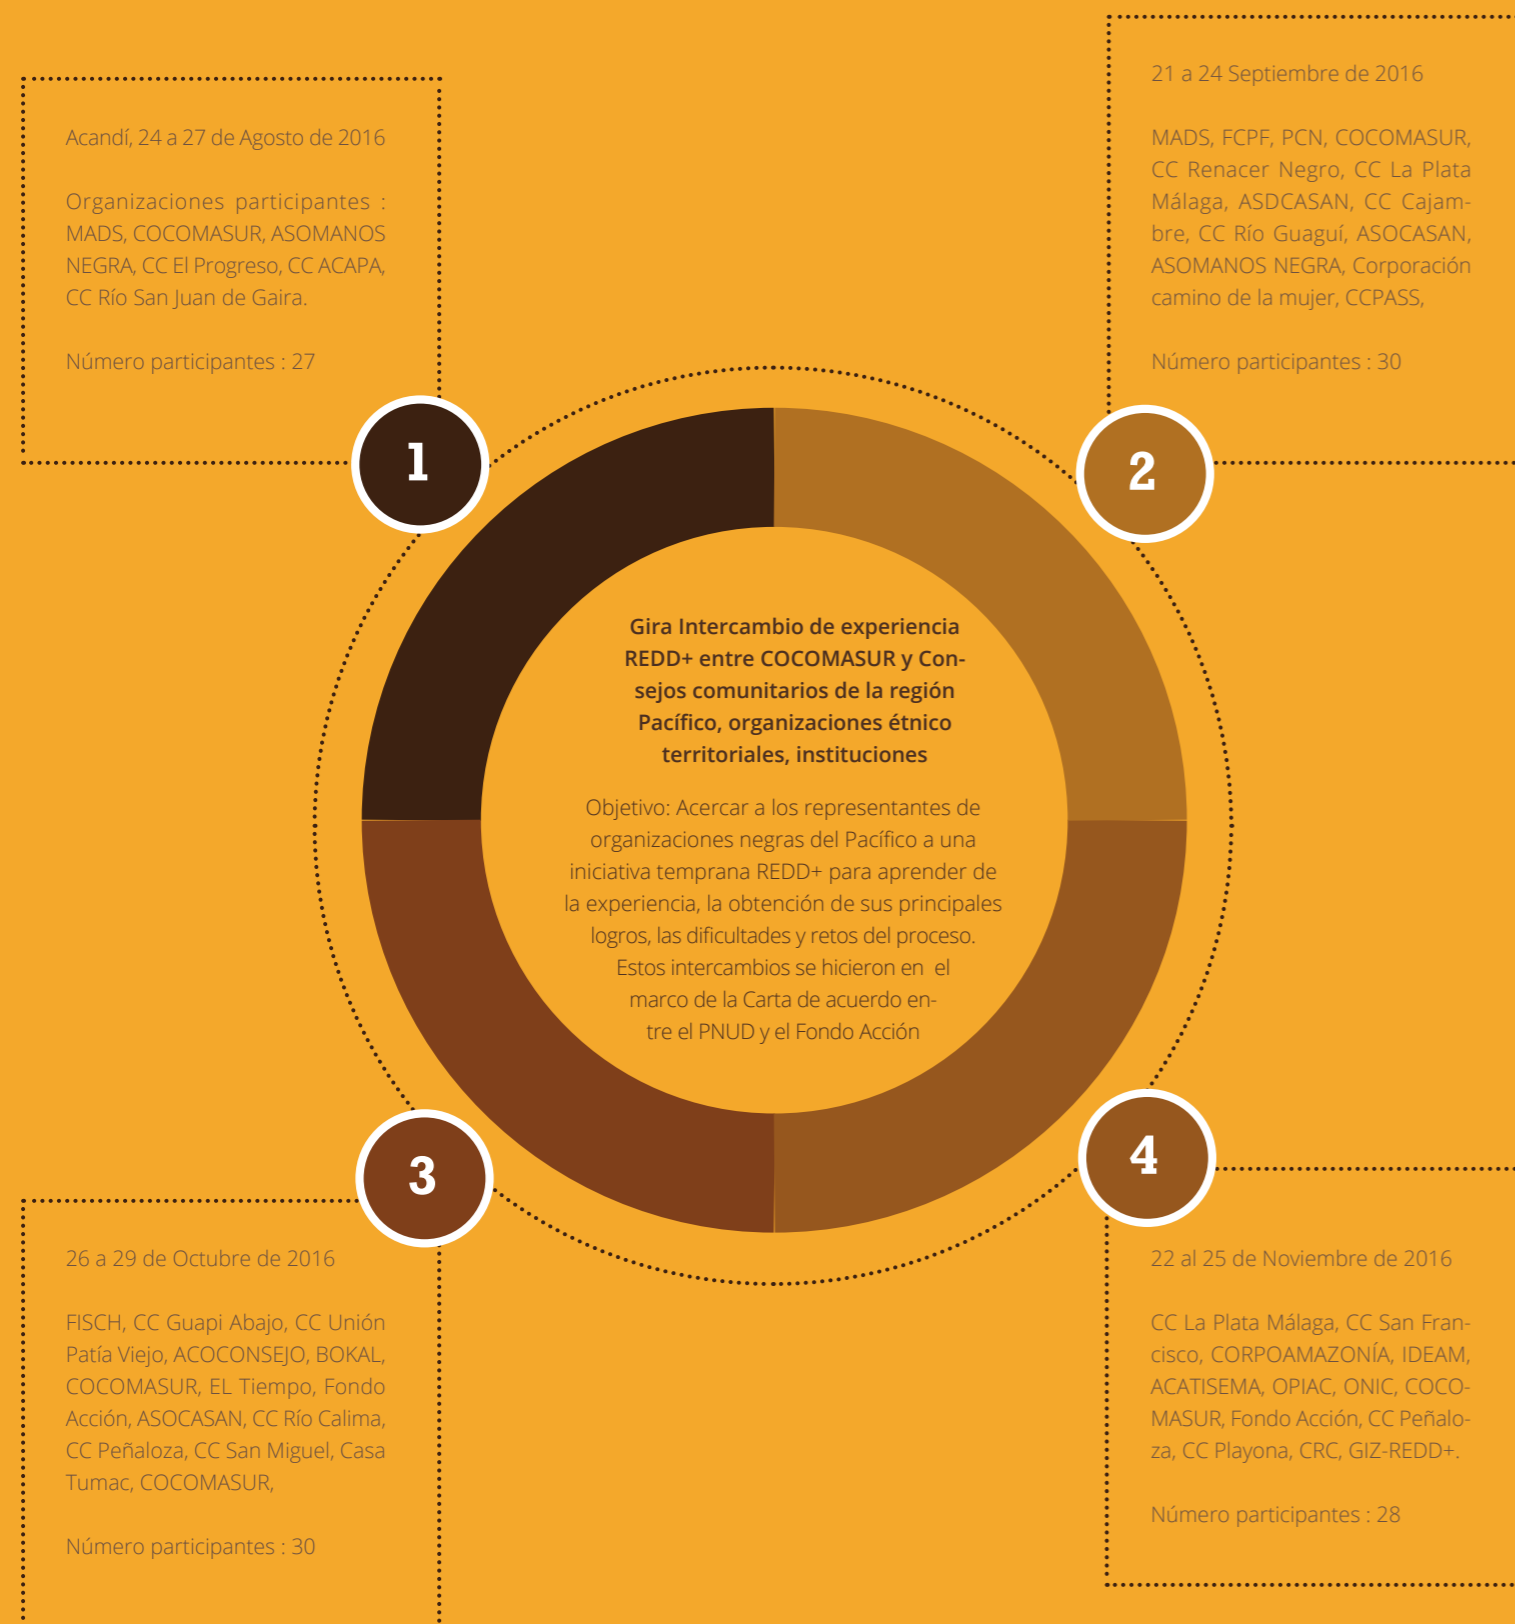 Acandí, 24 a 27 de Agosto de 2016
Organizaciones participantes :
MADS, COCOMASUR, ASOMANOS
NEGRA, CC El Progreso, CC ACAPA,
CC Río San Juan de Gaira.
Número participantes : 27
1
21 a 24 Septiembre de 2016
MADS, FCPF, PCN, COCOMASUR,
CC Renacer Negro, CC La Plata
Málaga, ASDCASAN, CC Cajam-
bre, CC Río Guaguí, ASOCASAN,
ASOMANOS NEGRA, Corporación
camino de la mujer, CCPASS,
Número participantes : 30
2
Gira Intercambio de experiencia
REDD+ entre COCOMASUR y Con-
sejos comunitarios de la región
Pacífico, organizaciones étnico
territoriales, instituciones
Objetivo: Acercar a los representantes de
organizaciones negras del Pacífico a una
iniciativa temprana REDD+ para aprender de
la experiencia, la obtención de sus principales
logros, las dificultades y retos del proceso.
Estos intercambios se hicieron en el
marco de la Carta de acuerdo en-
tre el PNUD y el Fondo Acción
3
26 a 29 de Octubre de 2016
FISCH, CC Guapi Abajo, CC Unión
Patía Viejo, ACOCONSEJO, BOKAL,
COCOMASUR, EL Tiempo, Fondo
Acción, ASOCASAN, CC Río Calima,
CC Peñaloza, CC San Miguel, Casa
Tumac, COCOMASUR,
Número participantes : 30
4
22 al 25 de Noviembre de 2016
CC La Plata Málaga, CC San Fran-
cisco, CORPOAMAZONÍA, IDEAM,
ACATISEMA, OPIAC, ONIC, COCO-
MASUR, Fondo Acción, CC Peñalo-
za, CC Playona, CRC, GIZ-REDD+.
Número participantes : 28